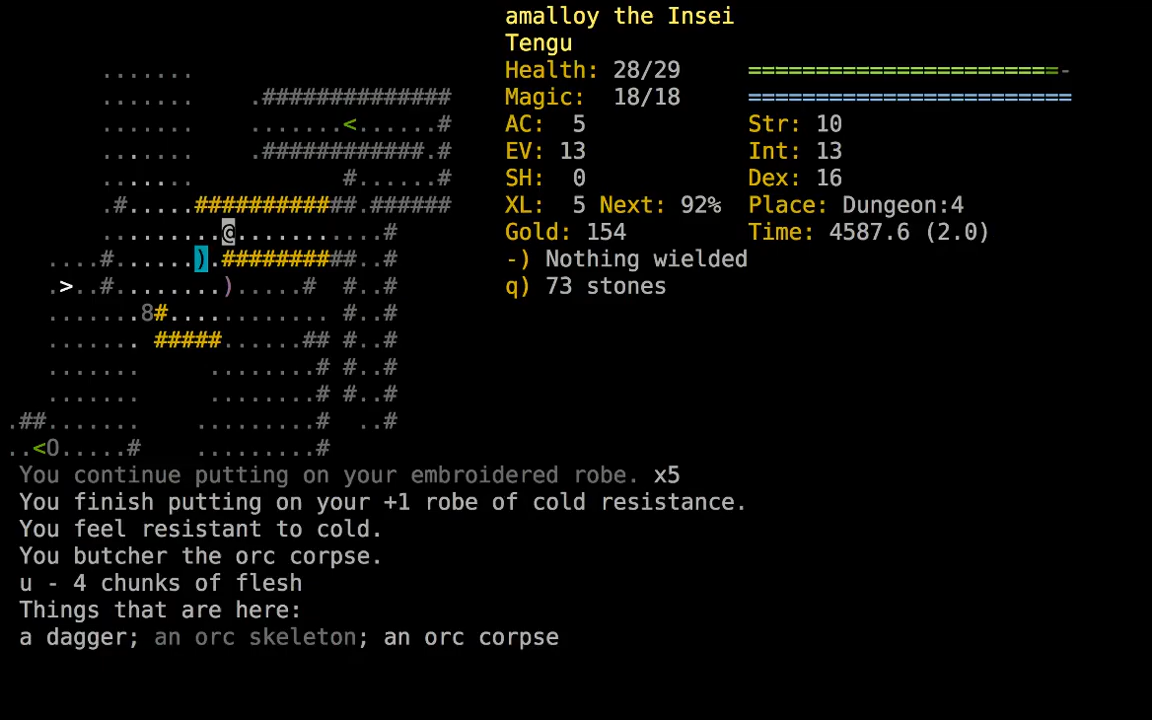 amalloy the Insei
Tengu
Health: 28/29 =======================-
Magic:  18/18 ========================
AC:  5 Str: 10
EV: 13 Int: 13
SH:  0 Dex: 16
XL:  5 Next: 92% Place: Dungeon:4
Gold: 154 Time: 4587.6 (2.0)
-) Nothing wielded
q) 73 stones
.......
.......    .##############
.......    .......<......#
.......    .############.#
.......           #......#
.#.....############ .######
.........@...........#
....#......).##########..#
.>..#........).....#  #..#
.......8#............ #..#
....... #####......## #..#
.......     ........# #..#
.......     ........# #..#
.##.......    .........#  ..#
..<O.....#    .........#
You continue putting on your embroidered robe. x5
You finish putting on your +1 robe of cold resistance.
You feel resistant to cold.
You butcher the orc corpse.
u - 4 chunks of flesh
Things that are here:
a dagger; an orc skeleton; an orc corpse